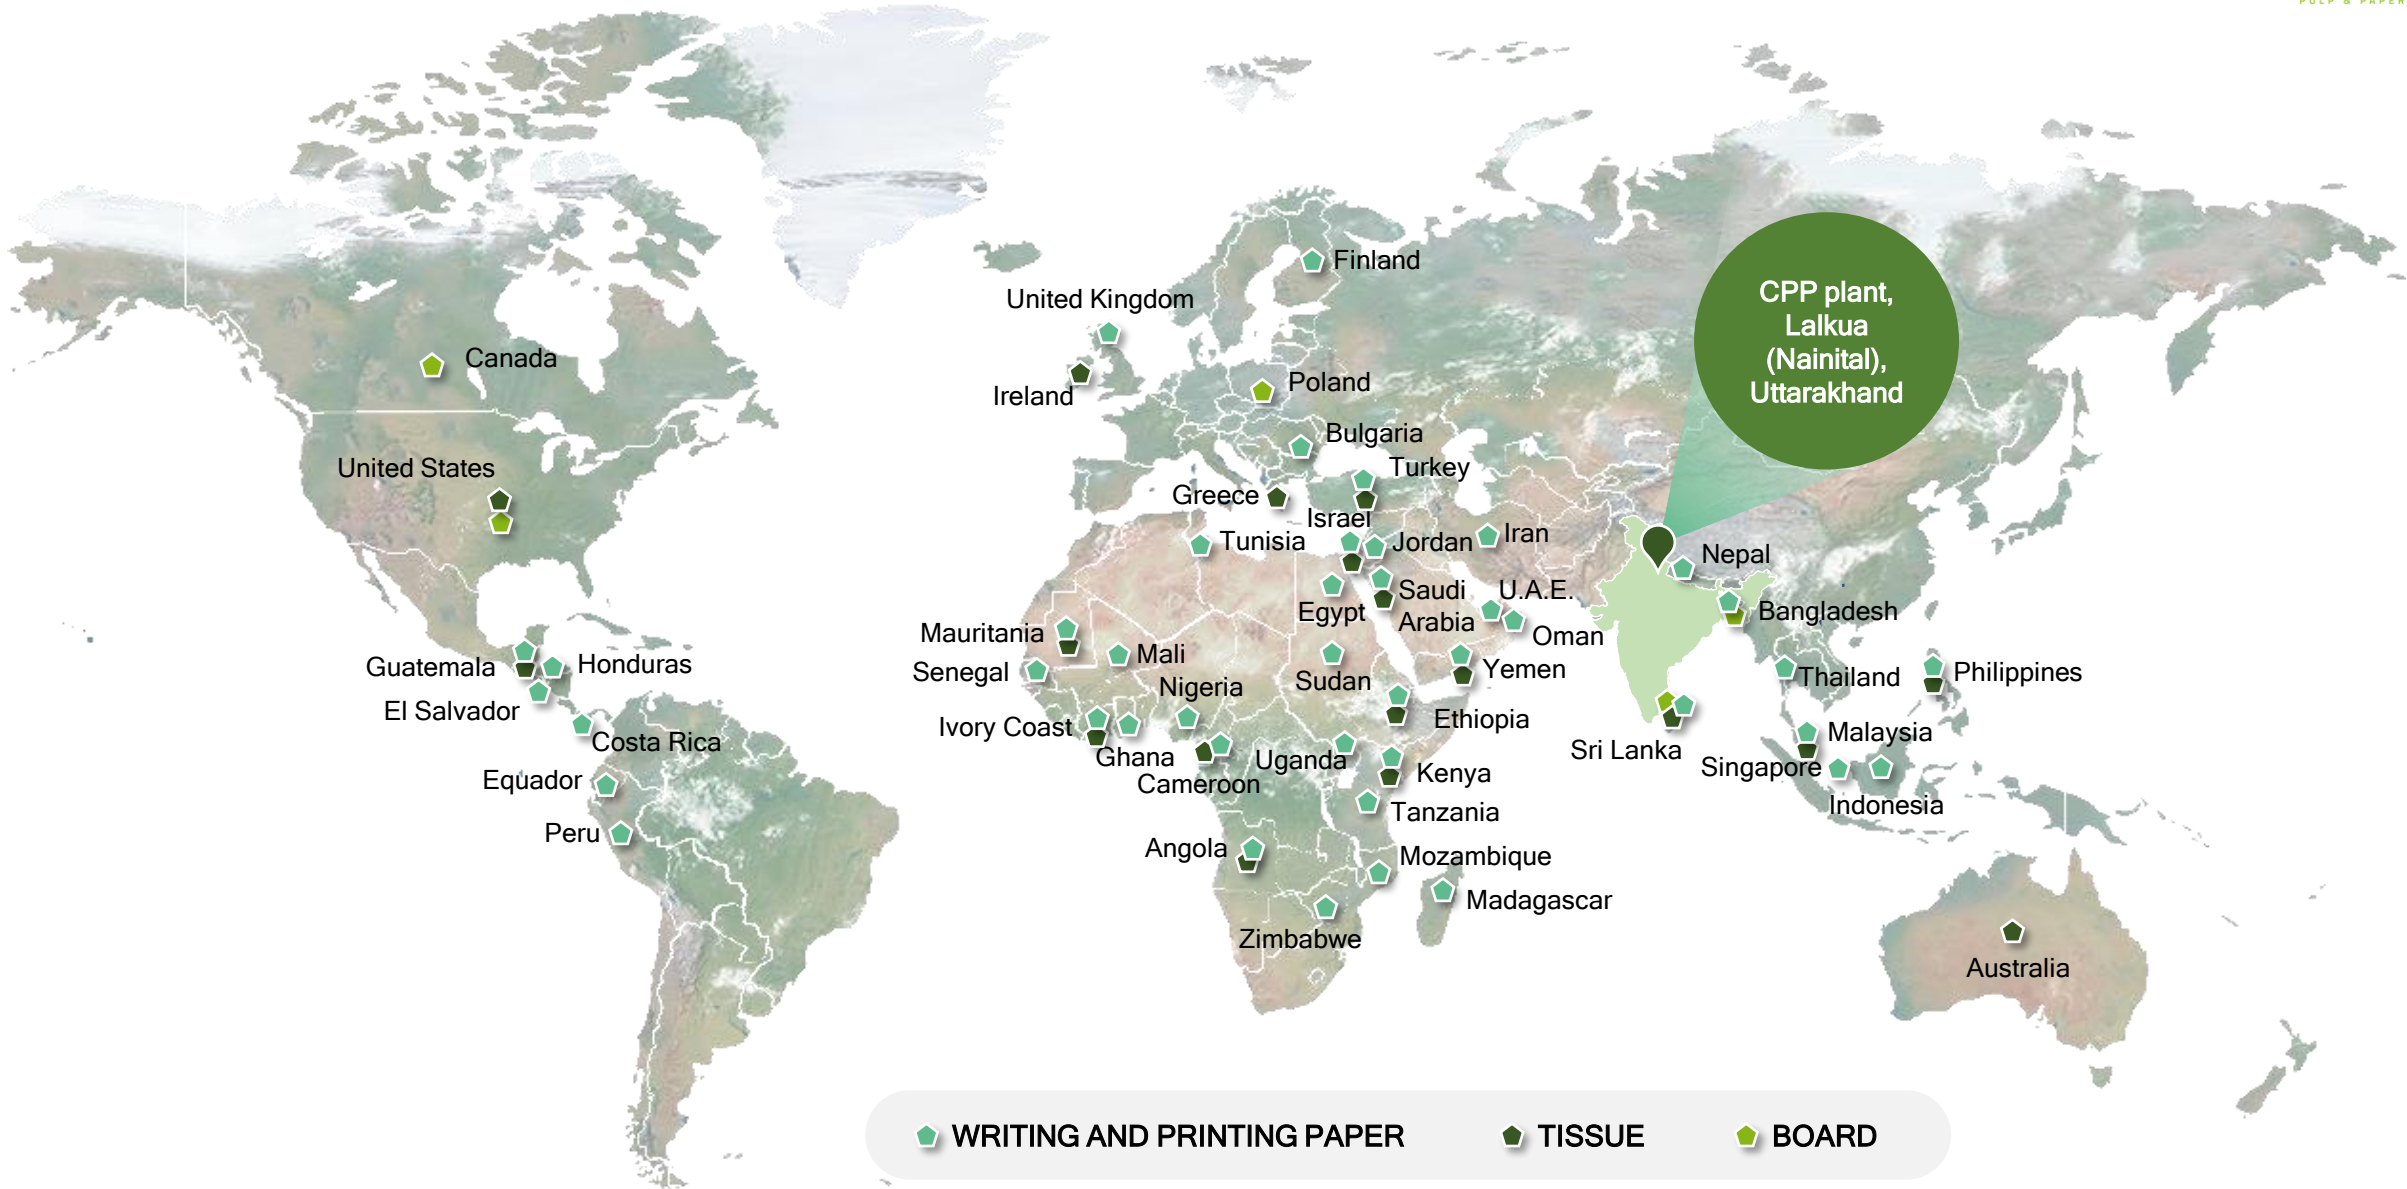 PULP & PAPER
Finland
United Kingdom
CPP plant,
Lalkua
(Nainital),
Uttarakhand
Canada
Ireland
Poland
Bulgaria
United States
Turkey
Greece
Israel
Tunisia
Jordan
Iran
Nepal
Egypt
Saudi
Arabia
U.A.E.
Oman
Bangladesh
Mauritania
Mali
Senegal
Nigeria
Sudan
Yemen
Guatemala
Honduras
El Salvador
Costa Rica
Thailand
Philippines
Ivory Coast
Ghana
Cameroon
Uganda
Ethiopia
Kenya
Sri Lanka
Malaysia
Singapore
Indonesia
Equador
Peru
Tanzania
Angola
Mozambique
Madagascar
Zimbabwe
Australia
WRITING AND PRINTING PAPER
TISSUE
BOARD